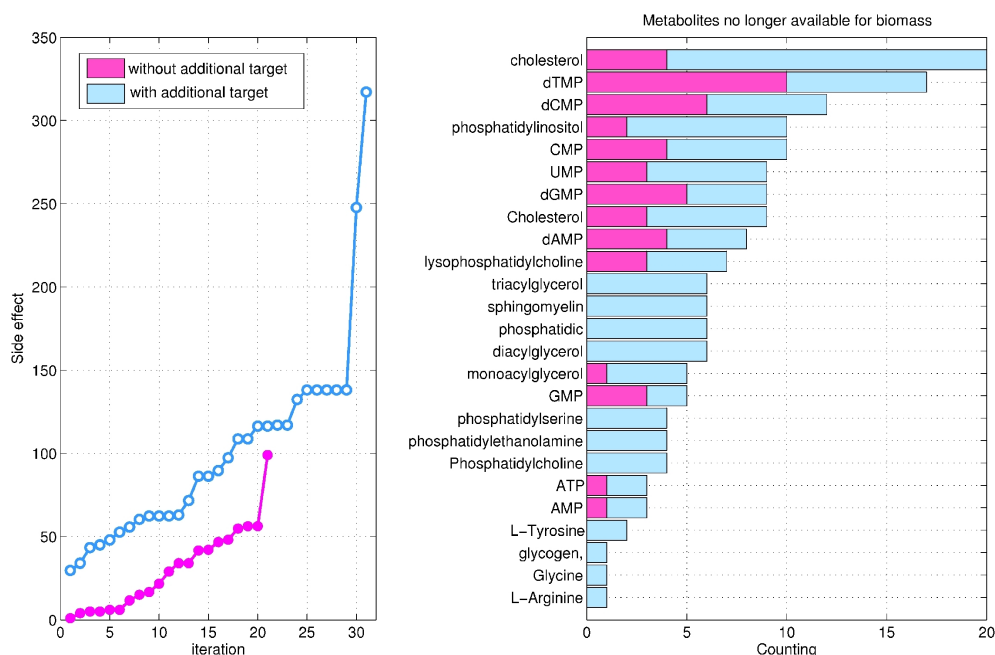 350
300
250
200
150
100
50
0
Side effect
without additional target
with additional target
0 5 10 15 20 25 30
iteration
Metabolites no longer available for biomass
cholesterol
dTMP
dCMP
phosphatidylinositol
CMP
UMP
dGMP
Cholesterol
dAMP
lysophosphatidylcholine
triacylglycerol
sphingomyelin
phosphatidic
diacylglycerol
monoacylglycerol
GMP
phosphatidylserine
phosphatidylethanolamine
Phosphatidylcholine
ATP
AMP
L−Tyrosine
glycogen,
Glycine
L−Arginine
0 5 10 15 20
Counting